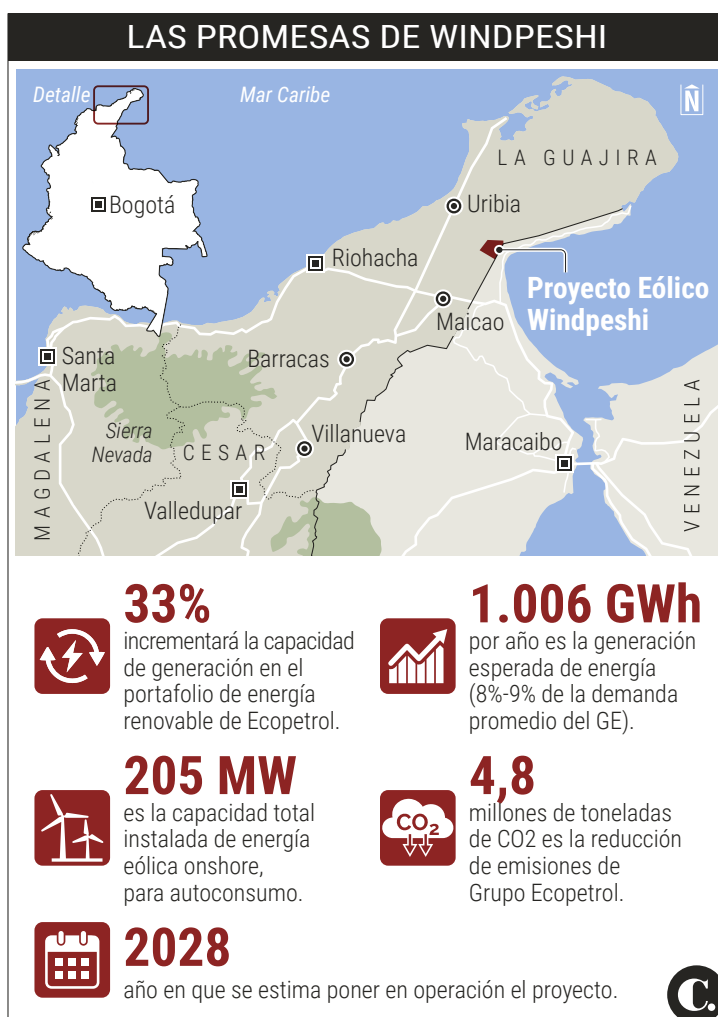 LAS PROMESAS DE WINDPESHI
Detalle
Mar Caribe
N
LA GUAJIRA
Bogotá
Uribia
Riohacha
Proyecto Eólico
Windpeshi
Maicao
Santa
Marta
Barracas
MAGDALENA
Sierra
Nevada
CESAR
Villanueva
Maracaibo
VENEZUELA
Valledupar
33%
incrementará la capacidad
de generación en el
portafolio de energía
renovable de Ecopetrol.
1.006 GWh
por año es la generación
esperada de energía
(8%-9% de la demanda
promedio del GE).
205 MW
es la capacidad total
instalada de energía
eólica onshore,
para autoconsumo.
CO₂
4,8
millones de toneladas
de CO2 es la reducción
de emisiones de
Grupo Ecopetrol.
2028
año en que se estima poner en operación el proyecto.
C.